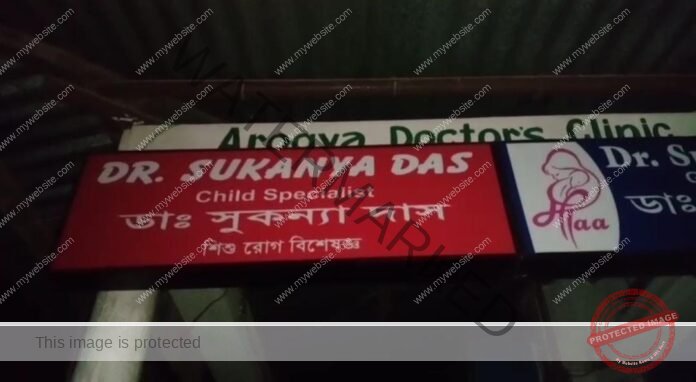 Arogya Doctor's Clinic
DR. SUKANYA DAS
Child Specialist
ডাঃ সুকন্যা দাস
শিশু রোগ বিশেষজ্ঞ
Dr.
ডাঃ
Maa
www.mywebsite.com
WATERMARKED
This image is protected
PROTECTED IMAGE